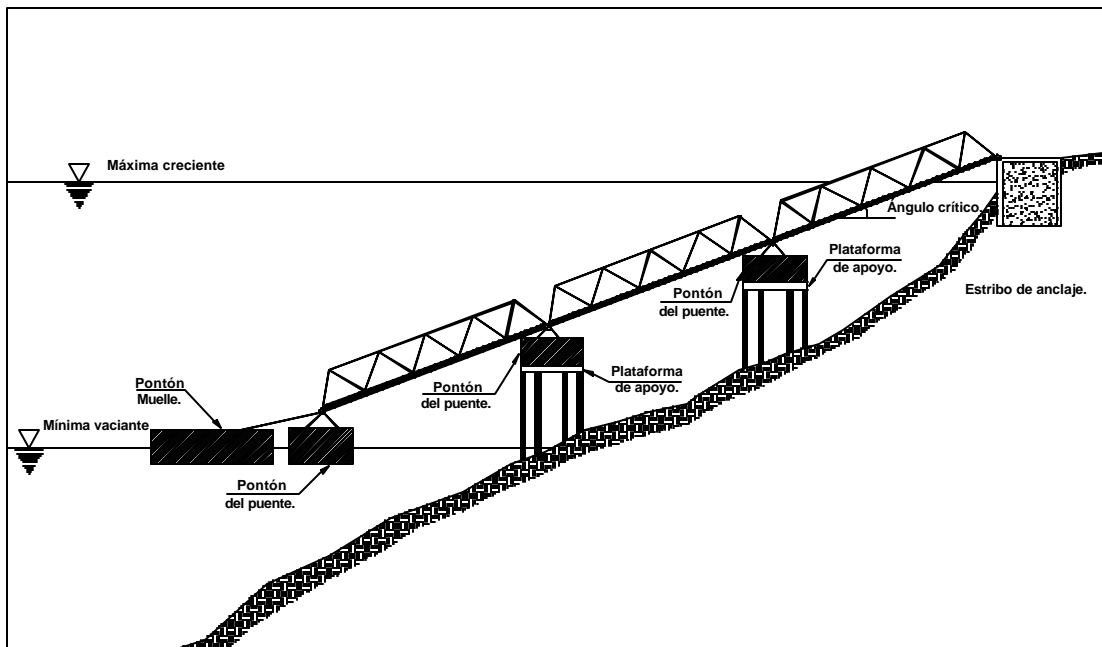 Máxima creciente
Ángulo crítico.
Plataforma
de apoyo.
Pontón
del puente.
Estribo de anclaje.
Plataforma
de apoyo.
Pontón
del puente.
Pontón
Muelle.
Mínima vaciante
Pontón
del puente.